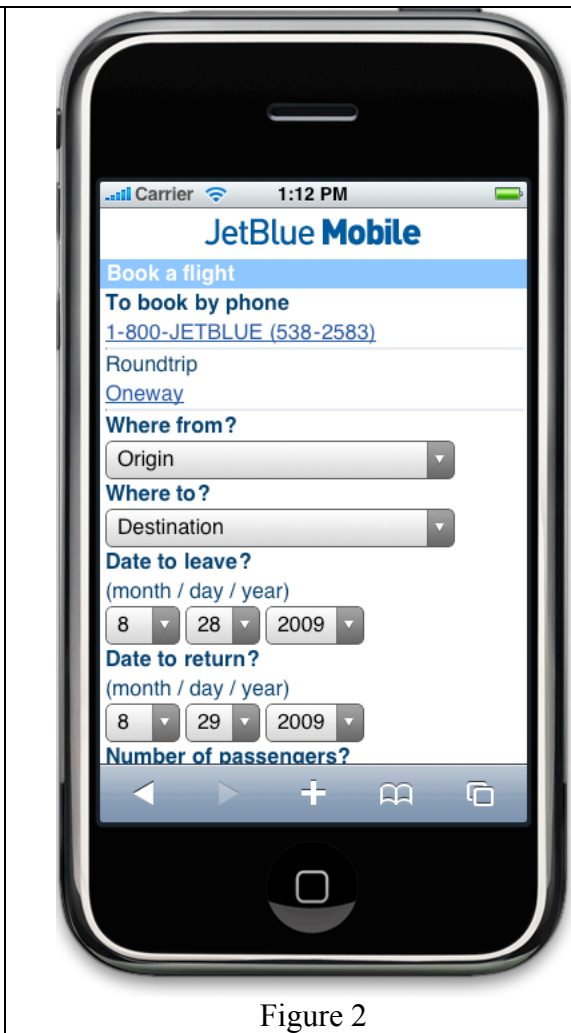 Carrier 1:12 PM
JetBlue Mobile
Book a flight
To book by phone
1-800-JETBLUE (538-2583)
Roundtrip
Oneway
Where from?
Origin
Where to?
Destination
Date to leave?
(month / day / year)
8 28 2009
Date to return?
(month / day / year)
8 29 2009
Number of passengers?
Figure 2